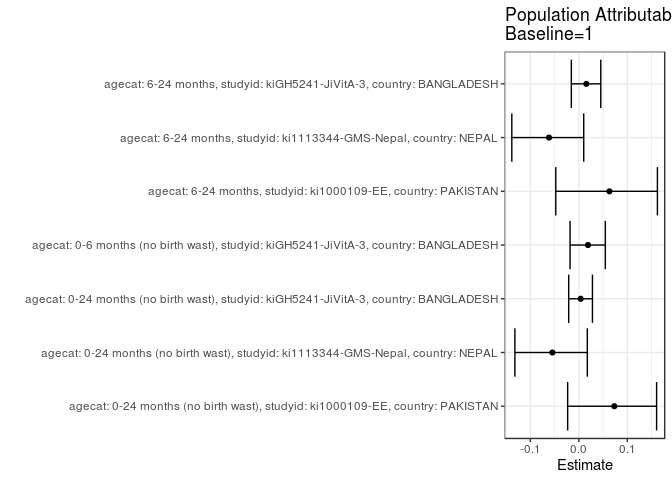 Population Attributab
Baseline=1
agecat: 6-24 months, studyid: kiGH5241-JiVitA-3, country: BANGLADESH
agecat: 6-24 months, studyid: ki1113344-GMS-Nepal, country: NEPAL
agecat: 6-24 months, studyid: ki1000109-EE, country: PAKISTAN
agecat: 0-6 months (no birth wast), studyid: kiGH5241-JiVitA-3, country: BANGLADESH
agecat: 0-24 months (no birth wast), studyid: kiGH5241-JiVitA-3, country: BANGLADESH
agecat: 0-24 months (no birth wast), studyid: ki1113344-GMS-Nepal, country: NEPAL
agecat: 0-24 months (no birth wast), studyid: ki1000109-EE, country: PAKISTAN
-0.1 0.0 0.1
Estimate